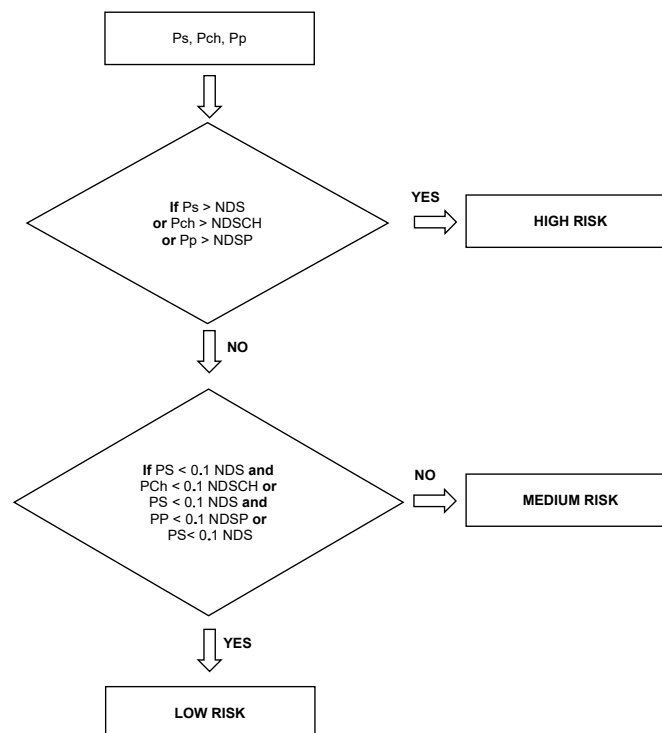 Ps, Pch, Pp
If Ps > NDS
or Pch > NDSCH
or Pp > NDSP
YES
HIGH RISK
NO
If PS < 0.1 NDS and
PCh < 0.1 NDSCH or
PS < 0.1 NDS and
PP < 0.1 NDSP or
PS< 0.1 NDS
NO
MEDIUM RISK
YES
LOW RISK